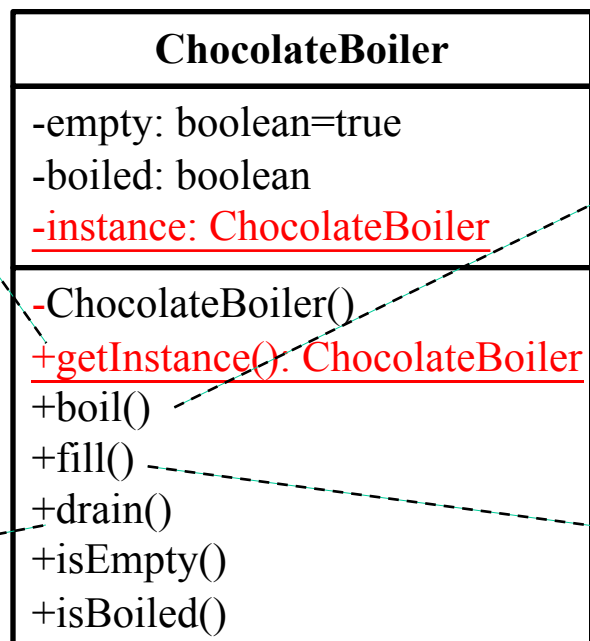 ChocolateBoiler
-empty: boolean=true
-boiled: boolean
-instance: ChocolateBoiler
-ChocolateBoiler()
+getInstance(): ChocolateBoiler
+boil()
+fill()
+drain()
+isEmpty()
+isBoiled()